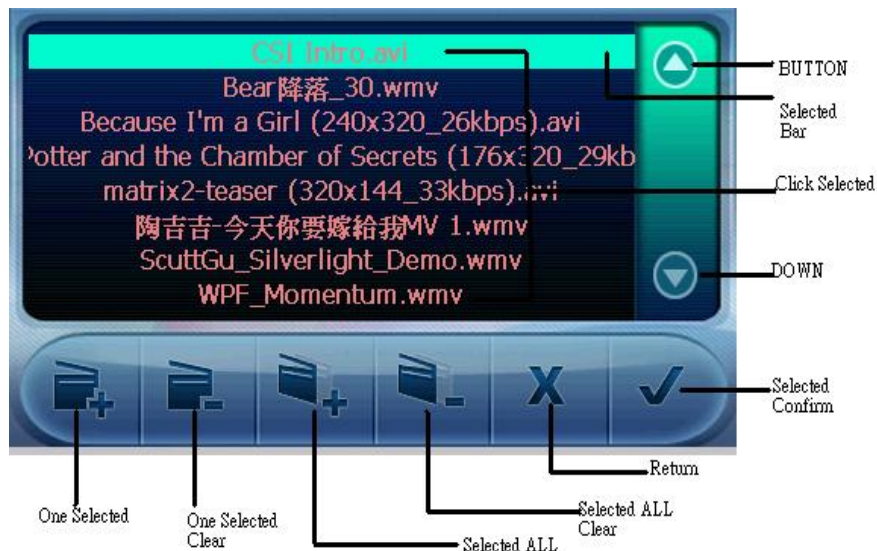 CSI Intro.avi
Bear降落_30.wmv
Because I'm a Girl (240x320_26kbps).avi
Potter and the Chamber of Secrets (176x320_29kb
matrix2-teaser (320x144_33kbps).avi
陶吉吉-今天你要嫁給我MV 1.wmv
ScuttGu_Silverlight_Demo.wmv
WPF_Momentum.wmv
BUTTON
Selected
Bar
Click Selected
DOWN
Selected
Confirm
Return
One Selected
One Selected
Clear
Selected ALL
Selected ALL
Clear